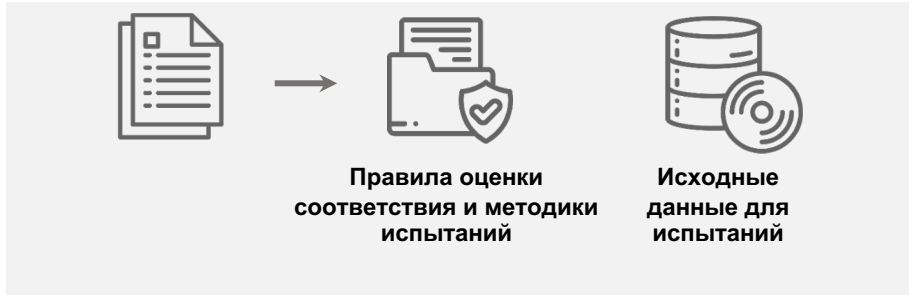 Правила оценки
соответствия и методики
испытаний
Исходные
данные для
испытаний